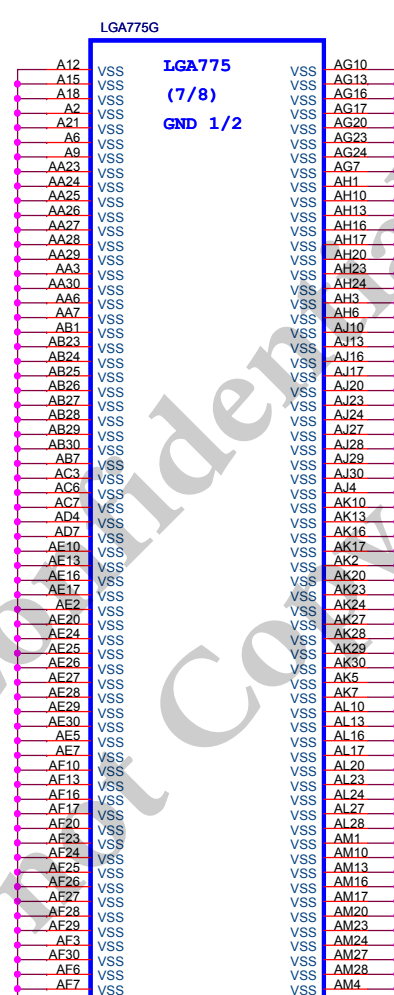 LGA775G
LGA775
(7/8)
GND 1/2
A12 VSS VSS AG10
A15 VSS VSS AG13
A18 VSS VSS AG16
A2 VSS VSS AG17
A21 VSS VSS AG20
A6 VSS VSS AG23
A9 VSS VSS AG24
AA23 VSS VSS AG7
AA24 VSS VSS AH1
AA25 VSS VSS AH10
AA26 VSS VSS AH13
AA27 VSS VSS AH16
AA28 VSS VSS AH17
AA29 VSS VSS AH20
AA3 VSS VSS AH23
AA30 VSS VSS AH24
AA6 VSS VSS AH3
AA7 VSS VSS AH6
AB1 VSS VSS AJ10
AB23 VSS VSS AJ13
AB24 VSS VSS AJ16
AB25 VSS VSS AJ17
AB26 VSS VSS AJ20
AB27 VSS VSS AJ23
AB28 VSS VSS AJ24
AB29 VSS VSS AJ27
AB30 VSS VSS AJ28
AB7 VSS VSS AJ29
AC3 VSS VSS AJ30
AC6 VSS VSS AJ4
AC7 VSS VSS AK10
AD4 VSS VSS AK13
AD7 VSS VSS AK16
AE10 VSS VSS AK17
AE13 VSS VSS AK2
AE16 VSS VSS AK20
AE17 VSS VSS AK23
AE2 VSS VSS AK24
AE20 VSS VSS AK27
AE24 VSS VSS AK28
AE25 VSS VSS AK29
AE26 VSS VSS AK30
AE27 VSS VSS AK5
AE28 VSS VSS AK7
AE29 VSS VSS AL10
AE30 VSS VSS AL13
AE5 VSS VSS AL16
AE7 VSS VSS AL17
AF10 VSS VSS AL20
AF13 VSS VSS AL23
AF16 VSS VSS AL24
AF17 VSS VSS AL27
AF20 VSS VSS AL28
AF23 VSS VSS AM1
AF24 VSS VSS AM10
AF25 VSS VSS AM13
AF26 VSS VSS AM16
AF27 VSS VSS AM17
AF28 VSS VSS AM20
AF29 VSS VSS AM23
AF3 VSS VSS AM24
AF30 VSS VSS AM27
AF6 VSS VSS AM28
AF7 VSS VSS AM4